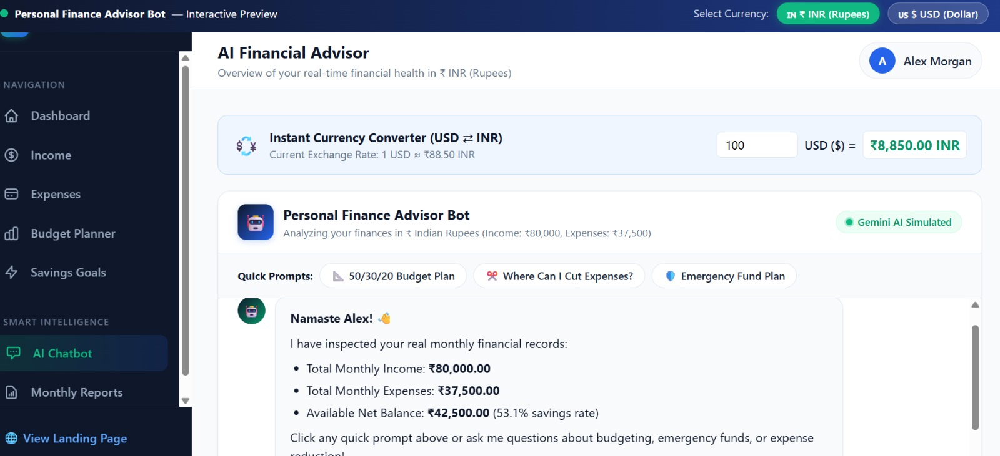 Personal Finance Advisor Bot — Interactive Preview
Select Currency:
IN ₹ INR (Rupees)
US $ USD (Dollar)
NAVIGATION
Dashboard
Income
Expenses
Budget Planner
Savings Goals
SMART INTELLIGENCE
AI Chatbot
Monthly Reports
View Landing Page
AI Financial Advisor
Overview of your real-time financial health in ₹ INR (Rupees)
A
Alex Morgan
Instant Currency Converter (USD ⇄ INR)
Current Exchange Rate: 1 USD ≈ ₹88.50 INR
100
USD ($) =
₹8,850.00 INR
Personal Finance Advisor Bot
Analyzing your finances in ₹ Indian Rupees (Income: ₹80,000, Expenses: ₹37,500)
Gemini AI Simulated
Quick Prompts:
50/30/20 Budget Plan
Where Can I Cut Expenses?
Emergency Fund Plan
Namaste Alex! 👋
I have inspected your real monthly financial records:
• Total Monthly Income: ₹80,000.00
• Total Monthly Expenses: ₹37,500.00
• Available Net Balance: ₹42,500.00 (53.1% savings rate)
Click any quick prompt above or ask me questions about budgeting, emergency funds, or expense
reduction!